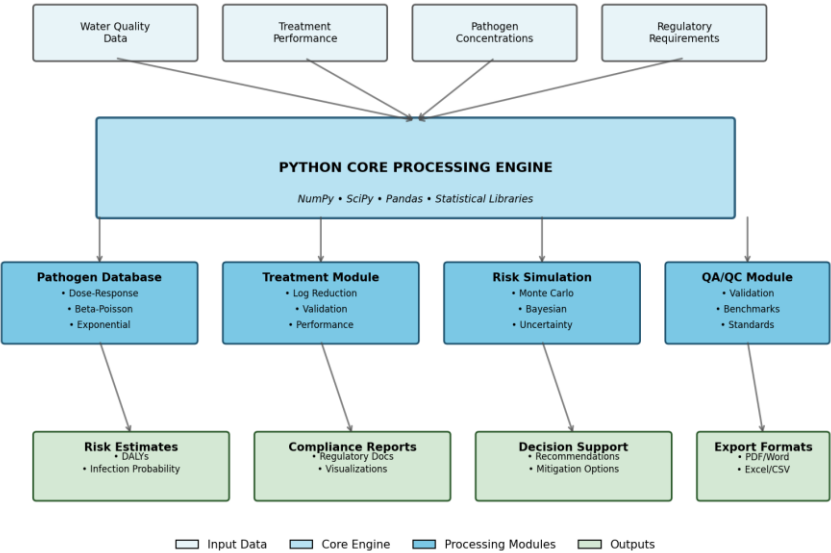 Water Quality
Data
Treatment
Performance
Pathogen
Concentrations
Regulatory
Requirements
PYTHON CORE PROCESSING ENGINE
NumPy • SciPy • Pandas • Statistical Libraries
Pathogen Database
• Dose-Response
• Beta-Poisson
• Exponential
Treatment Module
• Log Reduction
• Validation
• Performance
Risk Simulation
• Monte Carlo
• Bayesian
• Uncertainty
QA/QC Module
• Validation
• Benchmarks
• Standards
Risk Estimates
• DALYs
• Infection Probability
Compliance Reports
• Regulatory Docs
• Visualizations
Decision Support
• Recommendations
• Mitigation Options
Export Formats
• PDF/Word
• Excel/CSV
Input Data
Core Engine
Processing Modules
Outputs